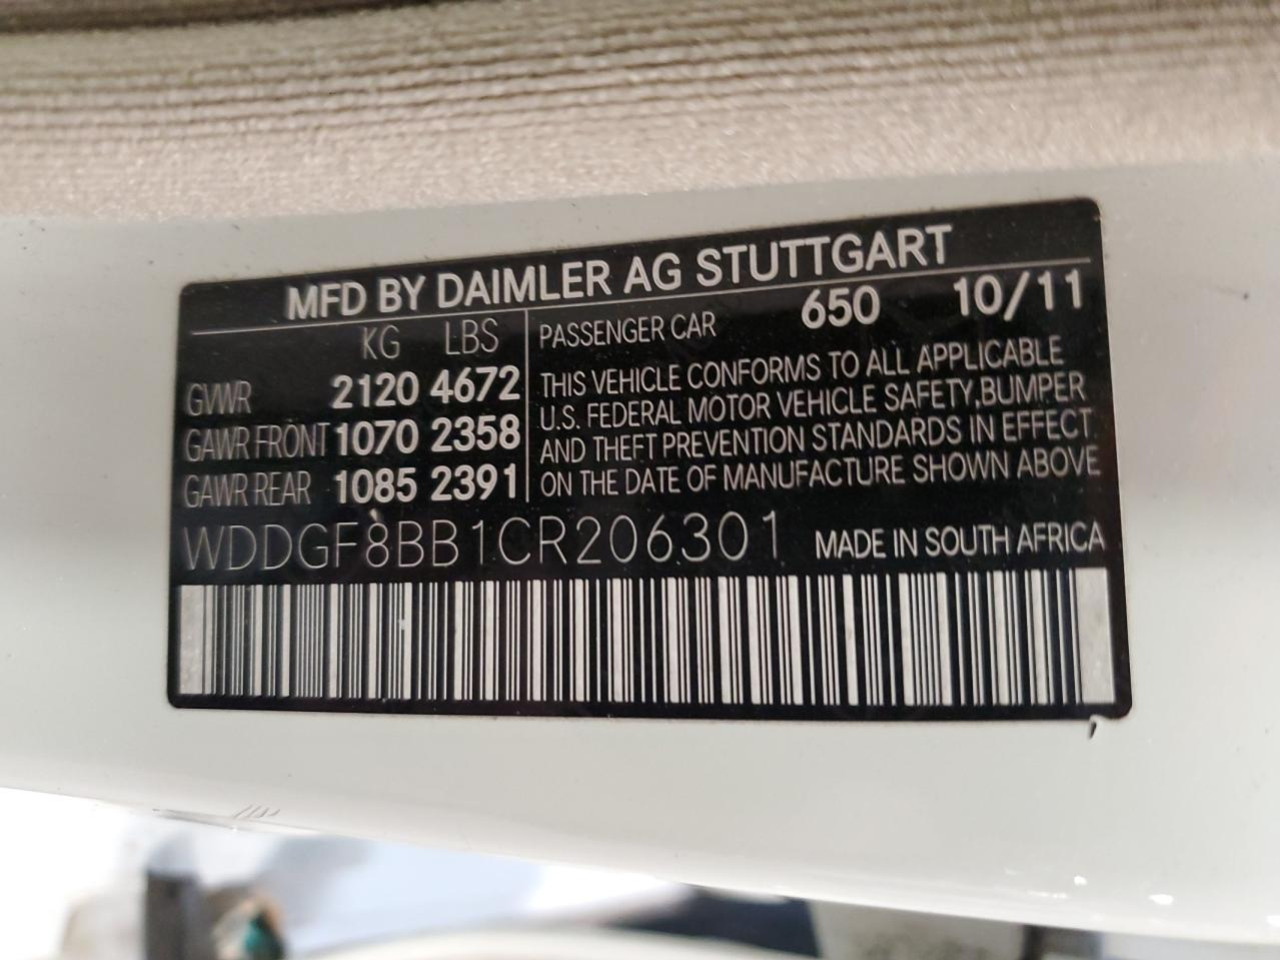 MFD BY DAIMLER AG STUTTGART
KG LBS
GVWR 2120 4672
GAWR FRONT 1070 2358
GAWR REAR 1085 2391
PASSENGER CAR 650 10/11
THIS VEHICLE CONFORMS TO ALL APPLICABLE
U.S. FEDERAL MOTOR VEHICLE SAFETY,BUMPER
AND THEFT PREVENTION STANDARDS IN EFFECT
ON THE DATE OF MANUFACTURE SHOWN ABOVE
WDDGF8BB1CR206301 MADE IN SOUTH AFRICA